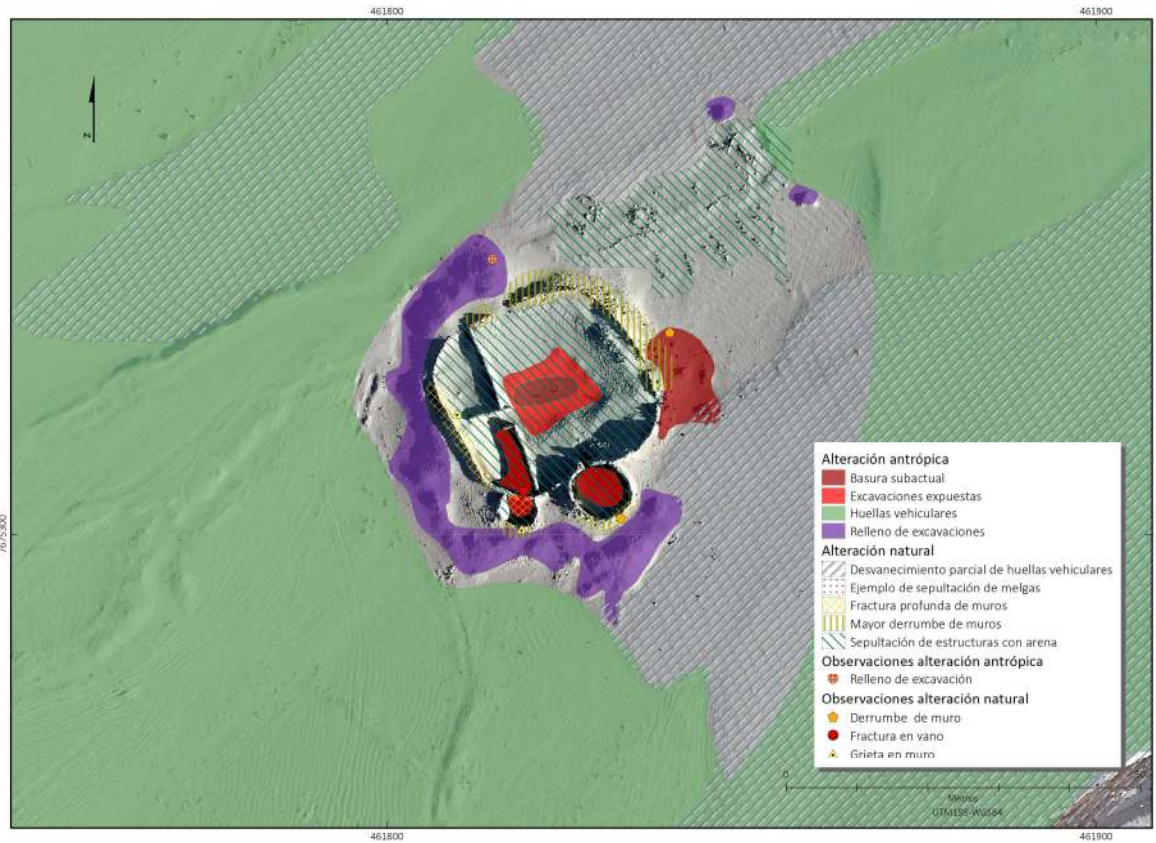 461800
461900
N
7675300
Alteración antrópica
Basura subactual
Excavaciones expuestas
Huellas vehiculares
Relleno de excavaciones
Alteración natural
Desvanecimiento parcial de huellas vehiculares
Ejemplo de sepultación de melgas
Fractura profunda de muros
Mayor derrumbe de muros
Sepultación de estructuras con arena
Observaciones alteración antrópica
Relleno de excavación
Observaciones alteración natural
Derrumbe de muro
Fractura en vano
Grieta en muro
0
Metros
UTM19S-WGS84
461800
461900